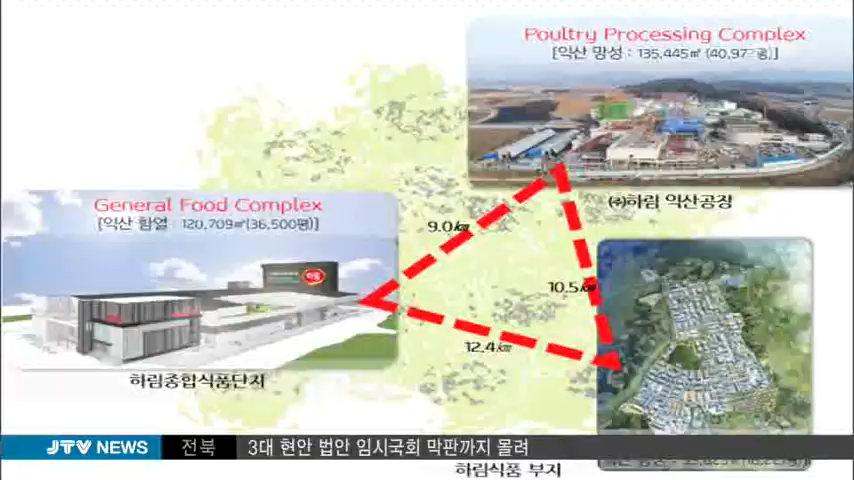 Poultry Processing Complex
[익산 망성 : 135,445㎡ (40,972평)]
㈜하림 익산공장
General Food Complex
[익산 함열 : 120,709㎡(36,500평)]
하림
9.0㎞
10.5㎞
12.4㎞
하림종합식품단지
JTV NEWS 전북 3대 현안 법안 임시국회 막판까지 몰려
하림식품 부지